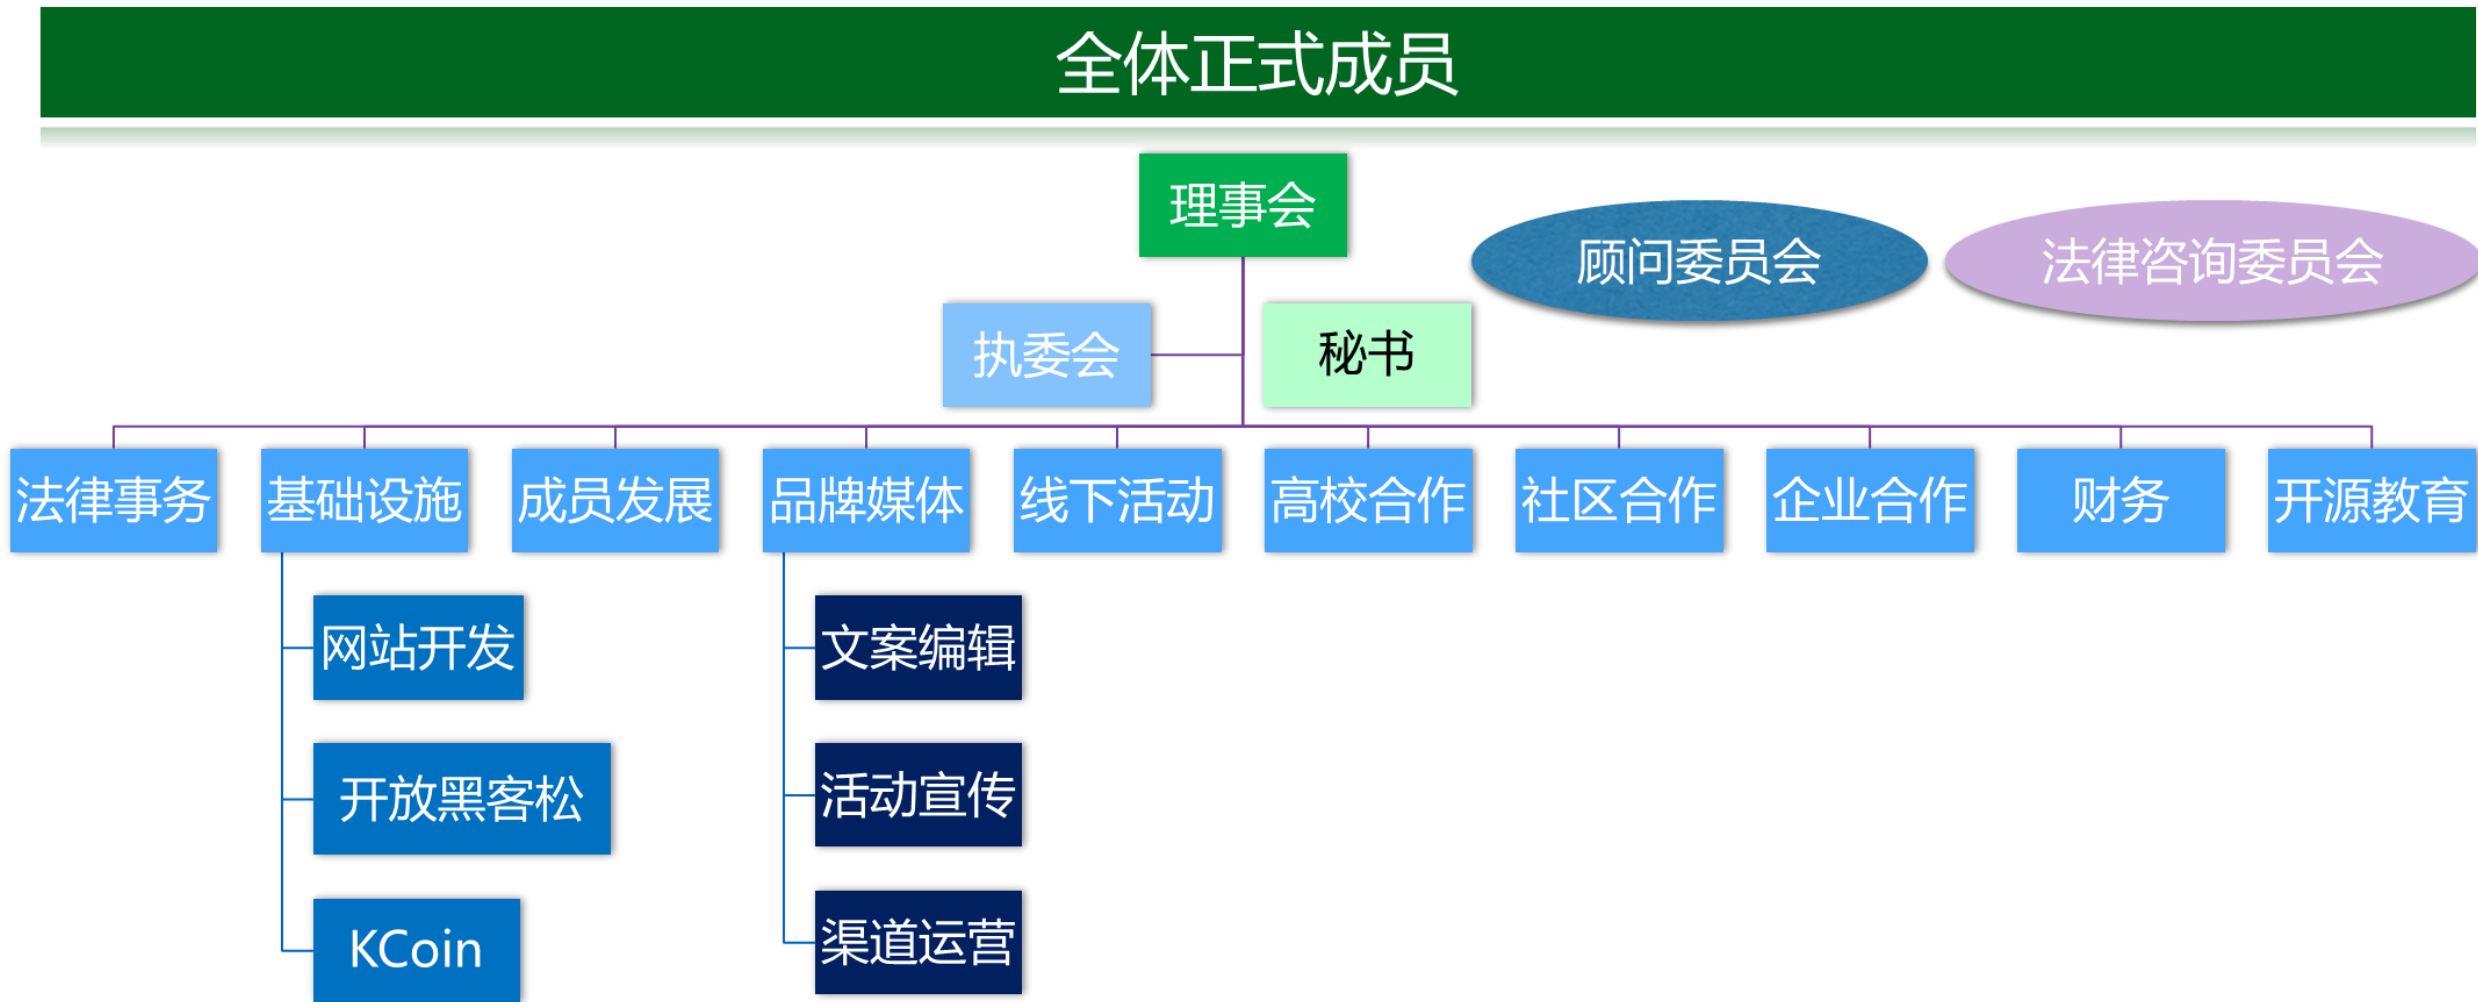 全体正式成员
理事会
顾问委员会
法律咨询委员会
执委会
秘书
法律事务
基础设施
成员发展
品牌媒体
线下活动
高校合作
社区合作
企业合作
财务
开源教育
网站开发
开放黑客松
KCoin
文案编辑
活动宣传
渠道运营